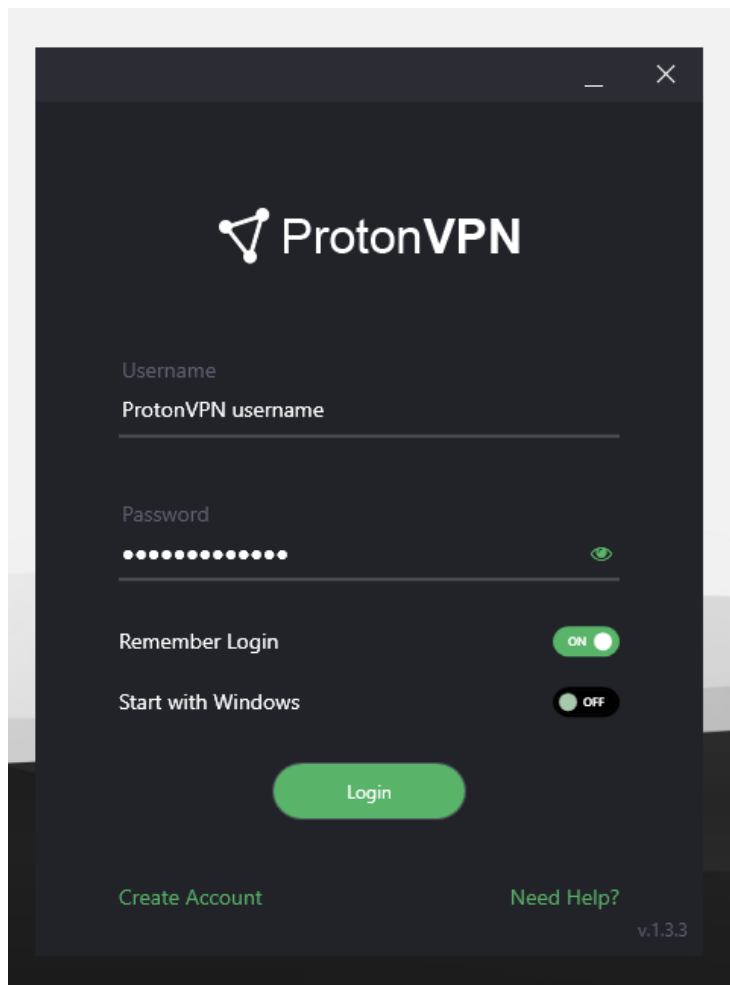 ProtonVPN
Username
ProtonVPN username
Password
●●●●●●●●●●●●●
Remember Login ON
Start with Windows OFF
Login
Create Account Need Help?
v.1.3.3